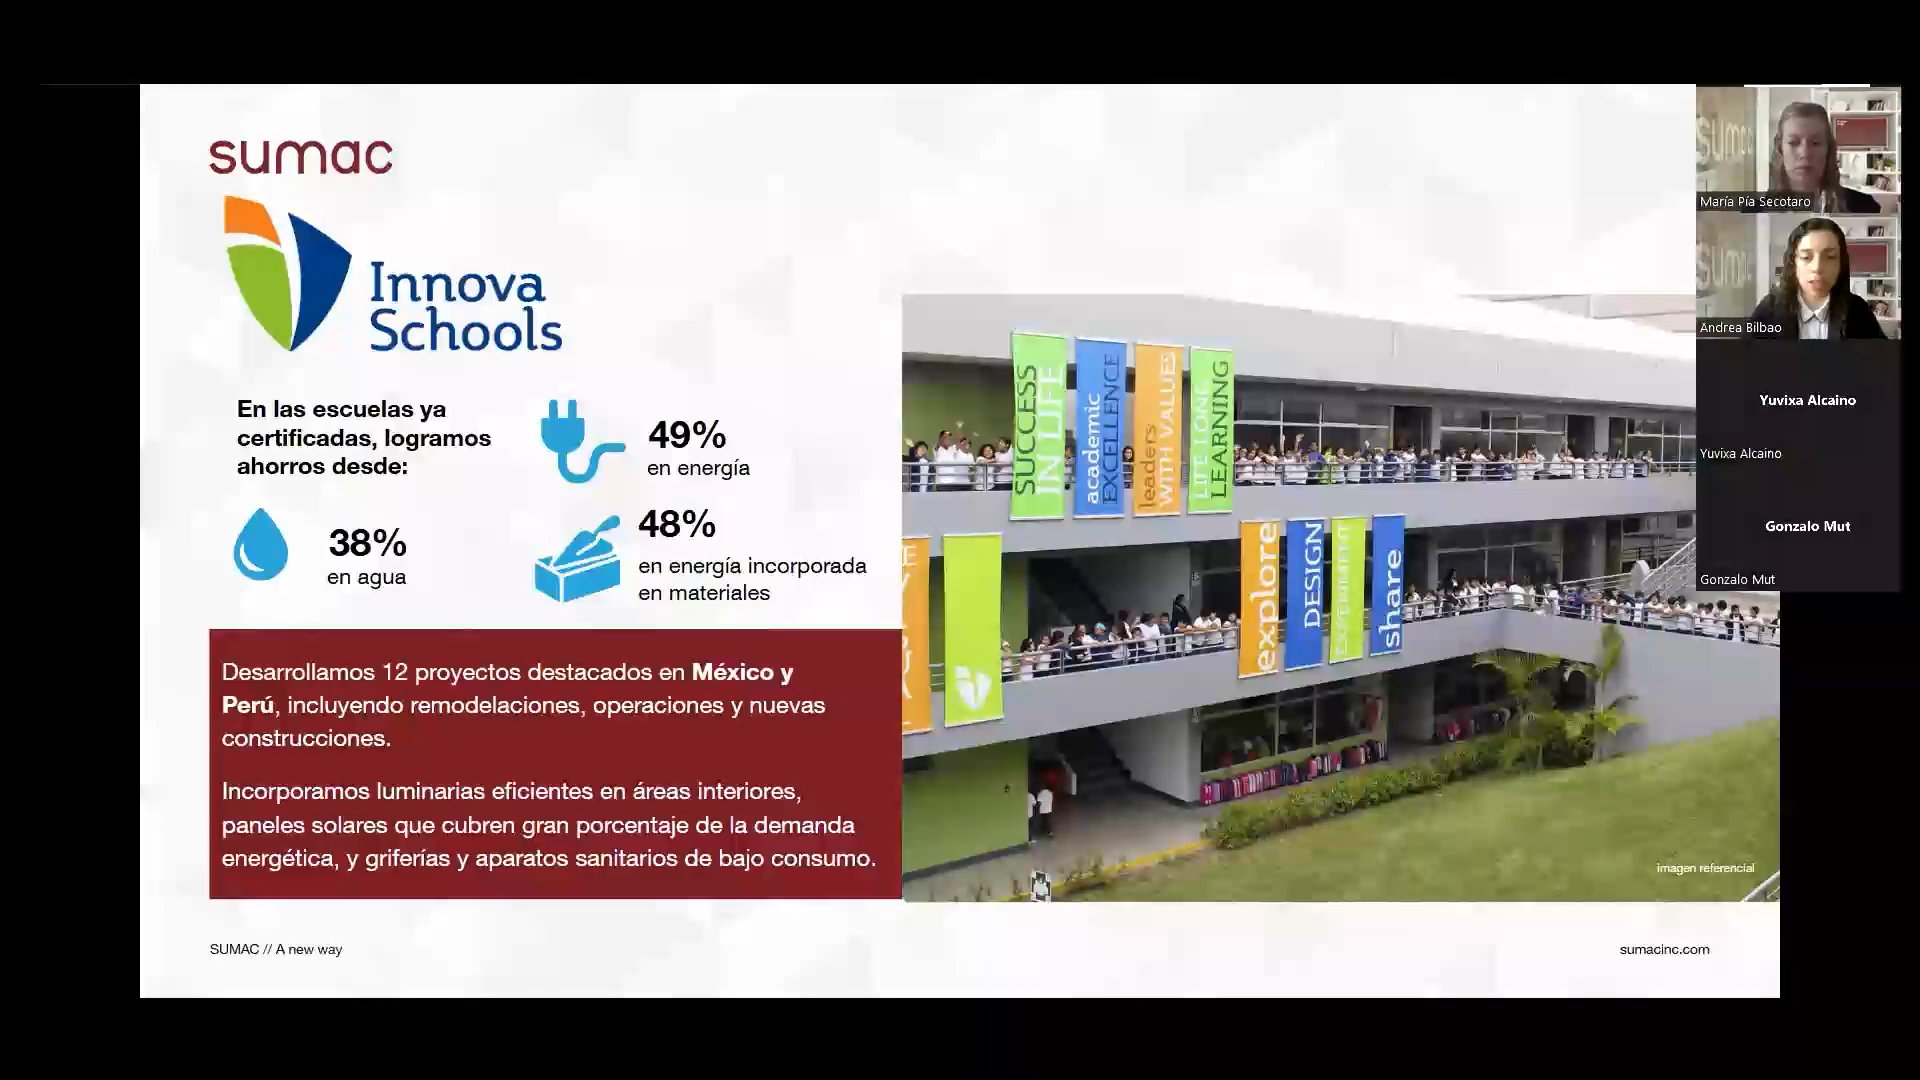 sumac
Innova
Schools
En las escuelas ya
certificadas, logramos
ahorros desde:
49%
en energía
38%
en agua
48%
en energía incorporada
en materiales
Desarrollamos 12 proyectos destacados en México y
Perú, incluyendo remodelaciones, operaciones y nuevas
construcciones.
Incorporamos luminarias eficientes en áreas interiores,
paneles solares que cubren gran porcentaje de la demanda
energética, y griferías y aparatos sanitarios de bajo consumo.
SUCCESS
IN LIFE
academic
EXCELLENCE
leaders
WITH VALUES
LIFE LONG
LEARNING
explore
DESIGN
EXPERIMENT
share
imagen referencial
SUMAC // A new way
sumacinc.com
María Pía Secotaro
Andrea Bilbao
Yuvixa Alcaino
Yuvixa Alcaino
Gonzalo Mut
Gonzalo Mut